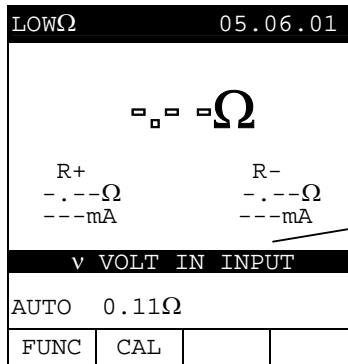 LOWΩ 05.06.01
-.- -Ω
R+ R-
-.--Ω -.--Ω
---mA ---mA
ν VOLT IN INPUT
AUTO 0.11Ω
FUNC CAL